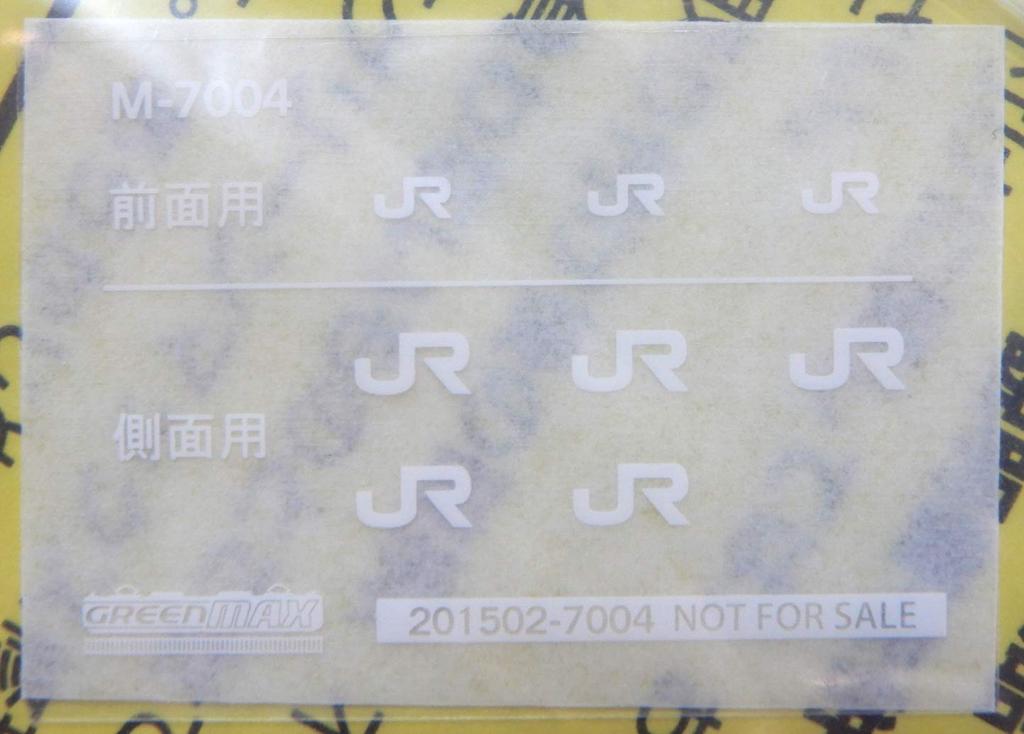 M-7004
前面用 JR JR JR
JR JR JR
側面用
JR JR
GREENMAX
201502-7004 NOT FOR SALE